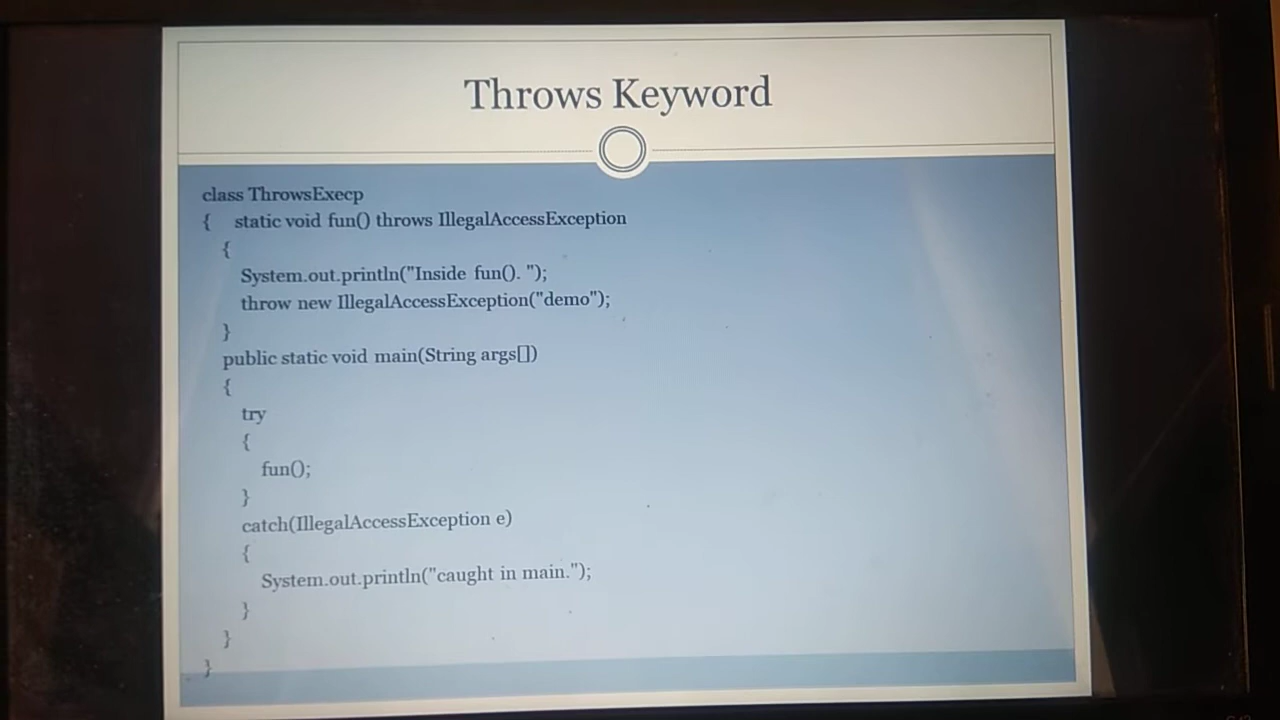 Throws Keyword
class ThrowsExecp
{ static void fun() throws IllegalAccessException
{
System.out.println("Inside fun(). ");
throw new IllegalAccessException("demo");
}
public static void main(String args[])
{
try
{
fun();
}
catch(IllegalAccessException e)
{
System.out.println("caught in main.");
}
}
}